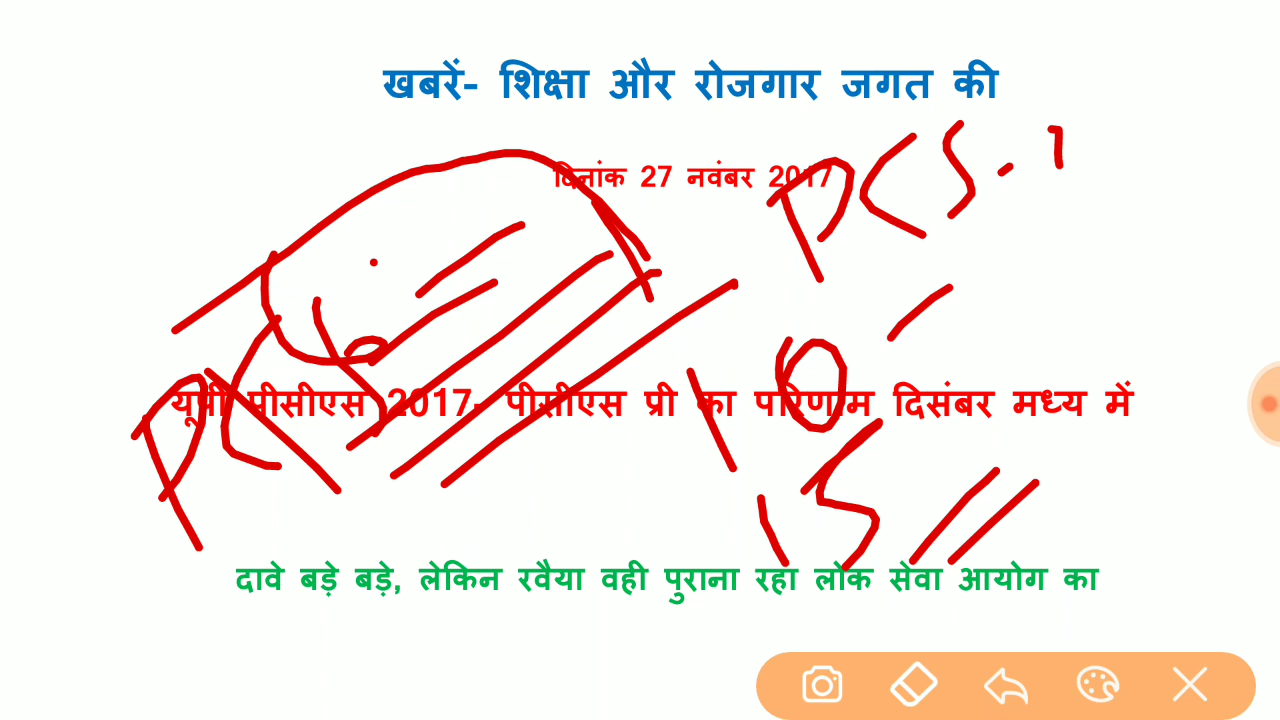 खबरें- शिक्षा और रोजगार जगत की
दिनांक 27 नवंबर 2017
PCS.
यूपी पीसीएस 2017- पीसीएस प्री का परिणाम दिसंबर मध्य में
PCS
10
15
दावे बड़े बड़े, लेकिन रवैया वही पुराना रहा लोक सेवा आयोग का